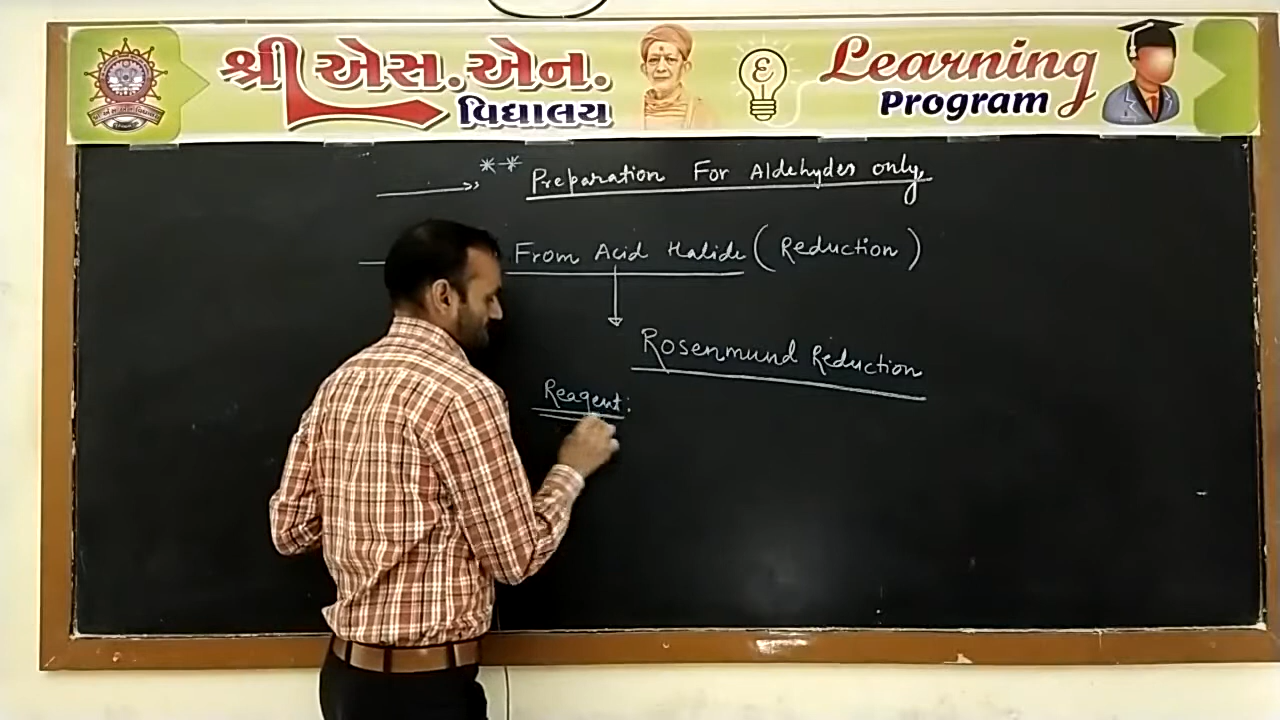 શ્રી એસ.એન.
વિદ્યાલય
Learning
Program
** Preparation For Aldehydes only,
From Acid Halide (Reduction)
Rosenmund Reduction
Reagent: